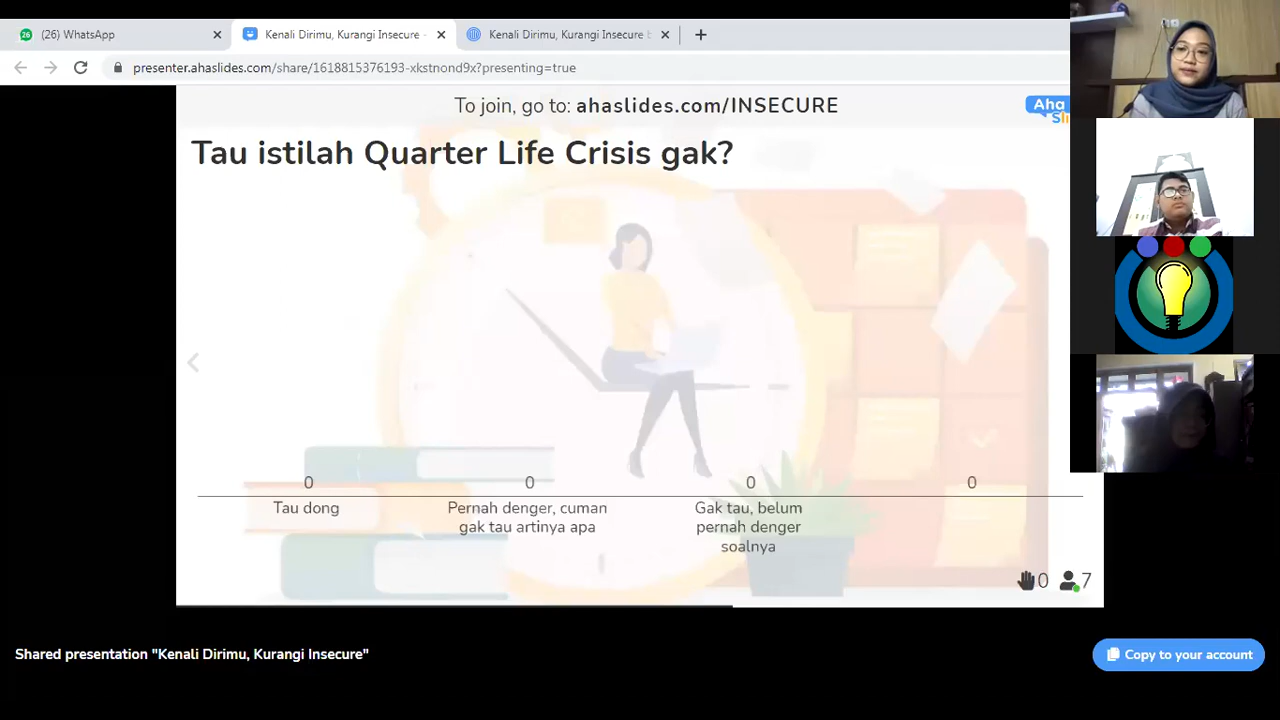 26
(26) WhatsApp
Kenali Dirimu, Kurangi Insecure -
Kenali Dirimu, Kurangi Insecure b
presenter.ahaslides.com/share/1618815376193-xkstnond9x?presenting=true
To join, go to: ahaslides.com/INSECURE
Aha
Sli
Tau istilah Quarter Life Crisis gak?
0 0 0 0
Tau dong
Pernah denger, cuman
gak tau artinya apa
Gak tau, belum
pernah denger
soalnya
0 7
Shared presentation "Kenali Dirimu, Kurangi Insecure"
Copy to your account